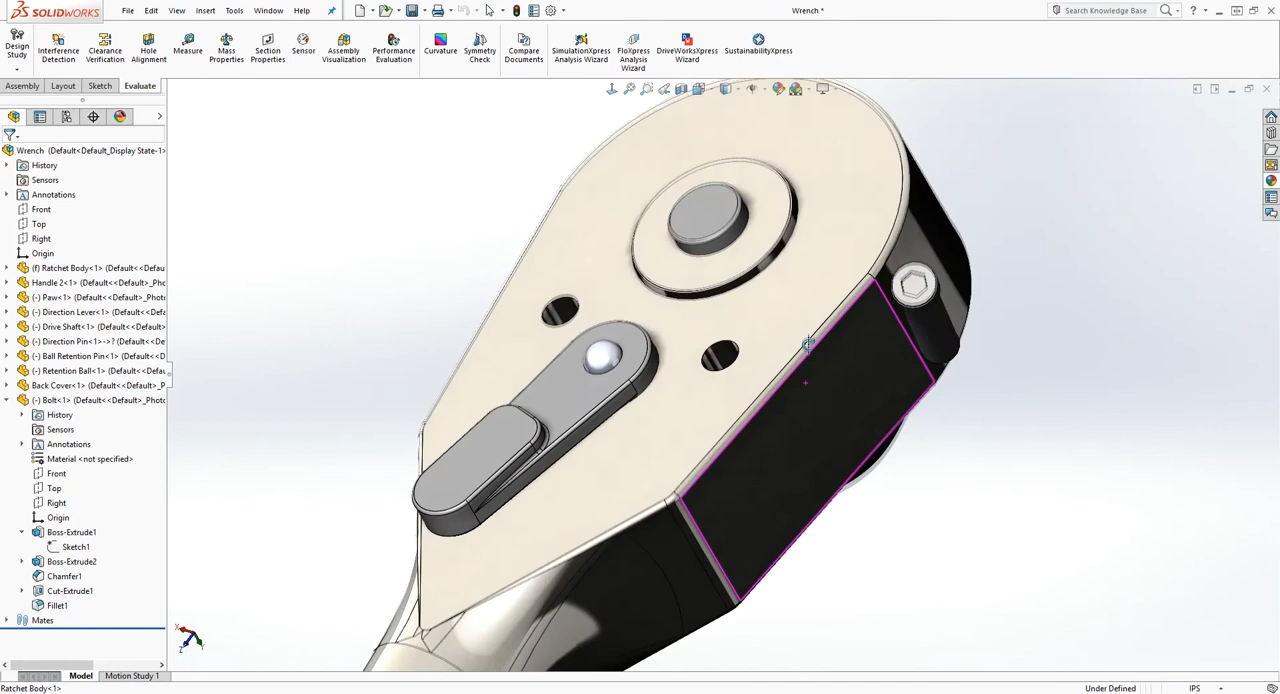 SOLIDWORKS
File Edit View Insert Tools Window Help
Wrench *
Search Knowledge Base
?
Design Study
Interference Detection
Clearance Verification
Hole Alignment
Measure
Mass Properties
Section Properties
Sensor
Assembly Visualization
Performance Evaluation
Curvature
Symmetry Check
Compare Documents
SimulationXpress Analysis Wizard
FloXpress Analysis Wizard
DriveWorksXpress Wizard
SustainabilityXpress
Assembly Layout Sketch Evaluate
Wrench (Default<Default_Display State-1>
History
Sensors
Annotations
Front
Top
Right
Origin
(f) Ratchet Body<1> (Default<<Defau
Handle 2<1> (Default<<Default>_Phot
(-) Paw<1> (Default<<Default>_Photo
(-) Direction Lever<1> (Default<<Defa
(-) Drive Shaft<1> (Default<<Default>
(-) Direction Pin<1>->? (Default<<Def
(-) Ball Retention Pin<1> (Default<<D
(-) Retention Ball<1> (Default<<Defau
Back Cover<1> (Default<<Default>_P
(-) Bolt<1> (Default<<Default>_Photo
History
Sensors
Annotations
Material <not specified>
Front
Top
Right
Origin
Boss-Extrude1
Sketch1
Boss-Extrude2
Chamfer1
Cut-Extrude1
Fillet1
Mates
X
Y
Z
Model Motion Study 1
Ratchet Body<1>
Under Defined
IPS